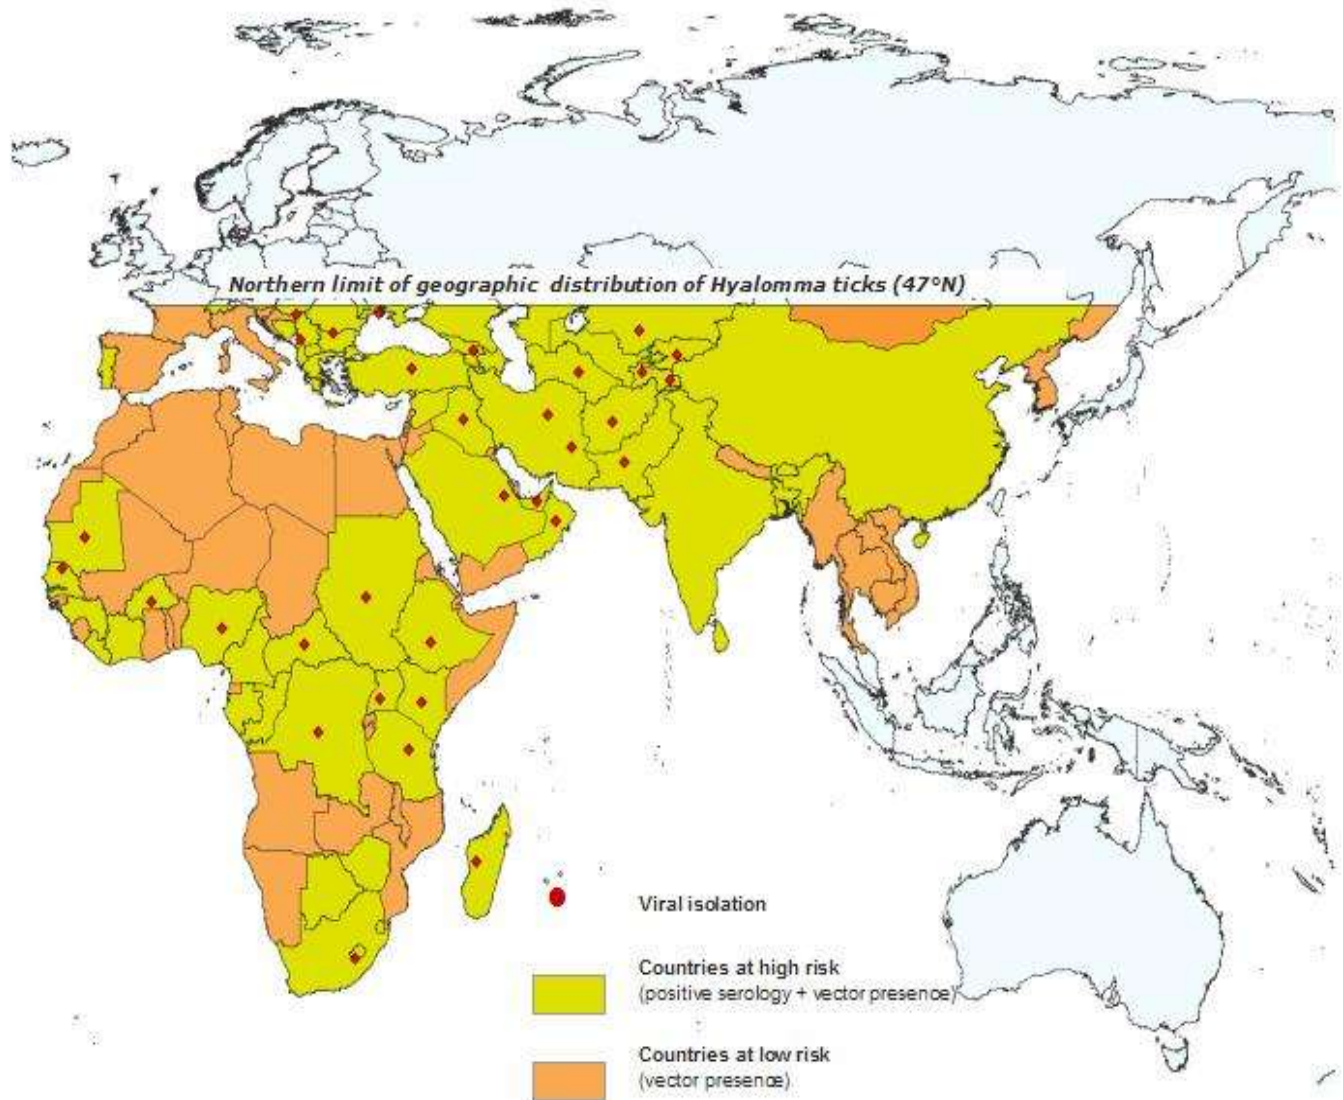 Northern limit of geographic distribution of Hyalomma ticks (47°N)
Viral isolation
Countries at high risk
(positive serology + vector presence)
Countries at low risk
(vector presence)